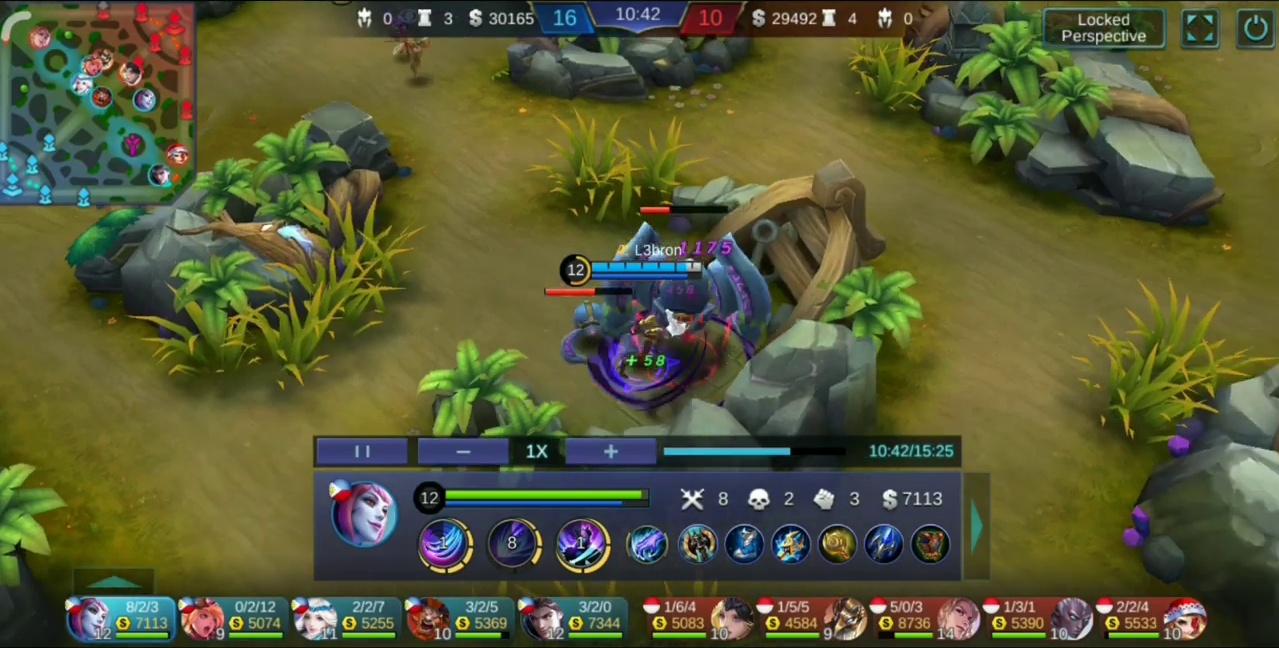 0 3 30165 16 10:42 10 29492 4 0
Locked
Perspective
L3bron 1175
12
458
+58
1X
10:42/15:25
12 8 2 3 7113
1 8 1
8/2/3 0/2/12 2/2/7 3/2/5 3/2/0 1/6/4 1/5/5 5/0/3 1/3/1 2/2/4
7113 5074 5255 5369 7344 5083 4584 8736 5390 5533
12 9 11 10 12 10 9 14 10 10